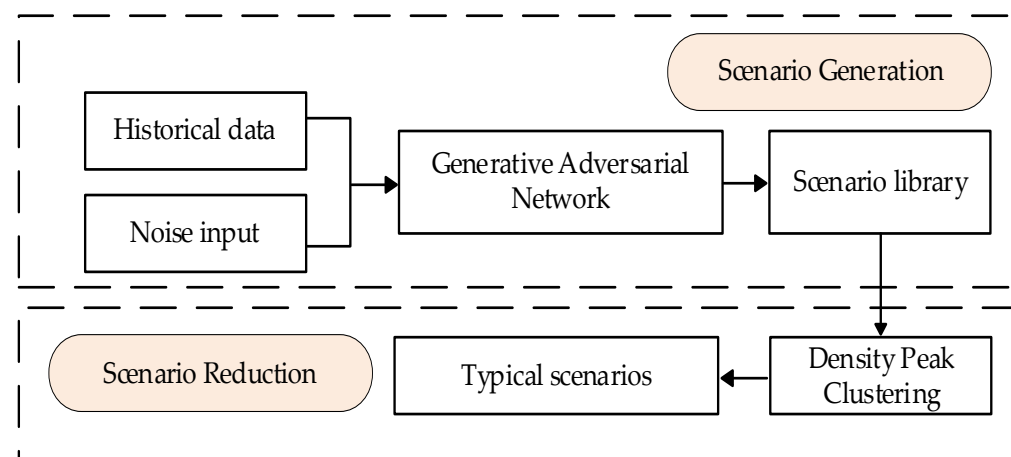 Scenario Generation
Historical data
Generative Adversarial
Network
Scenario library
Noise input
Scenario Reduction
Typical scenarios
Density Peak
Clustering